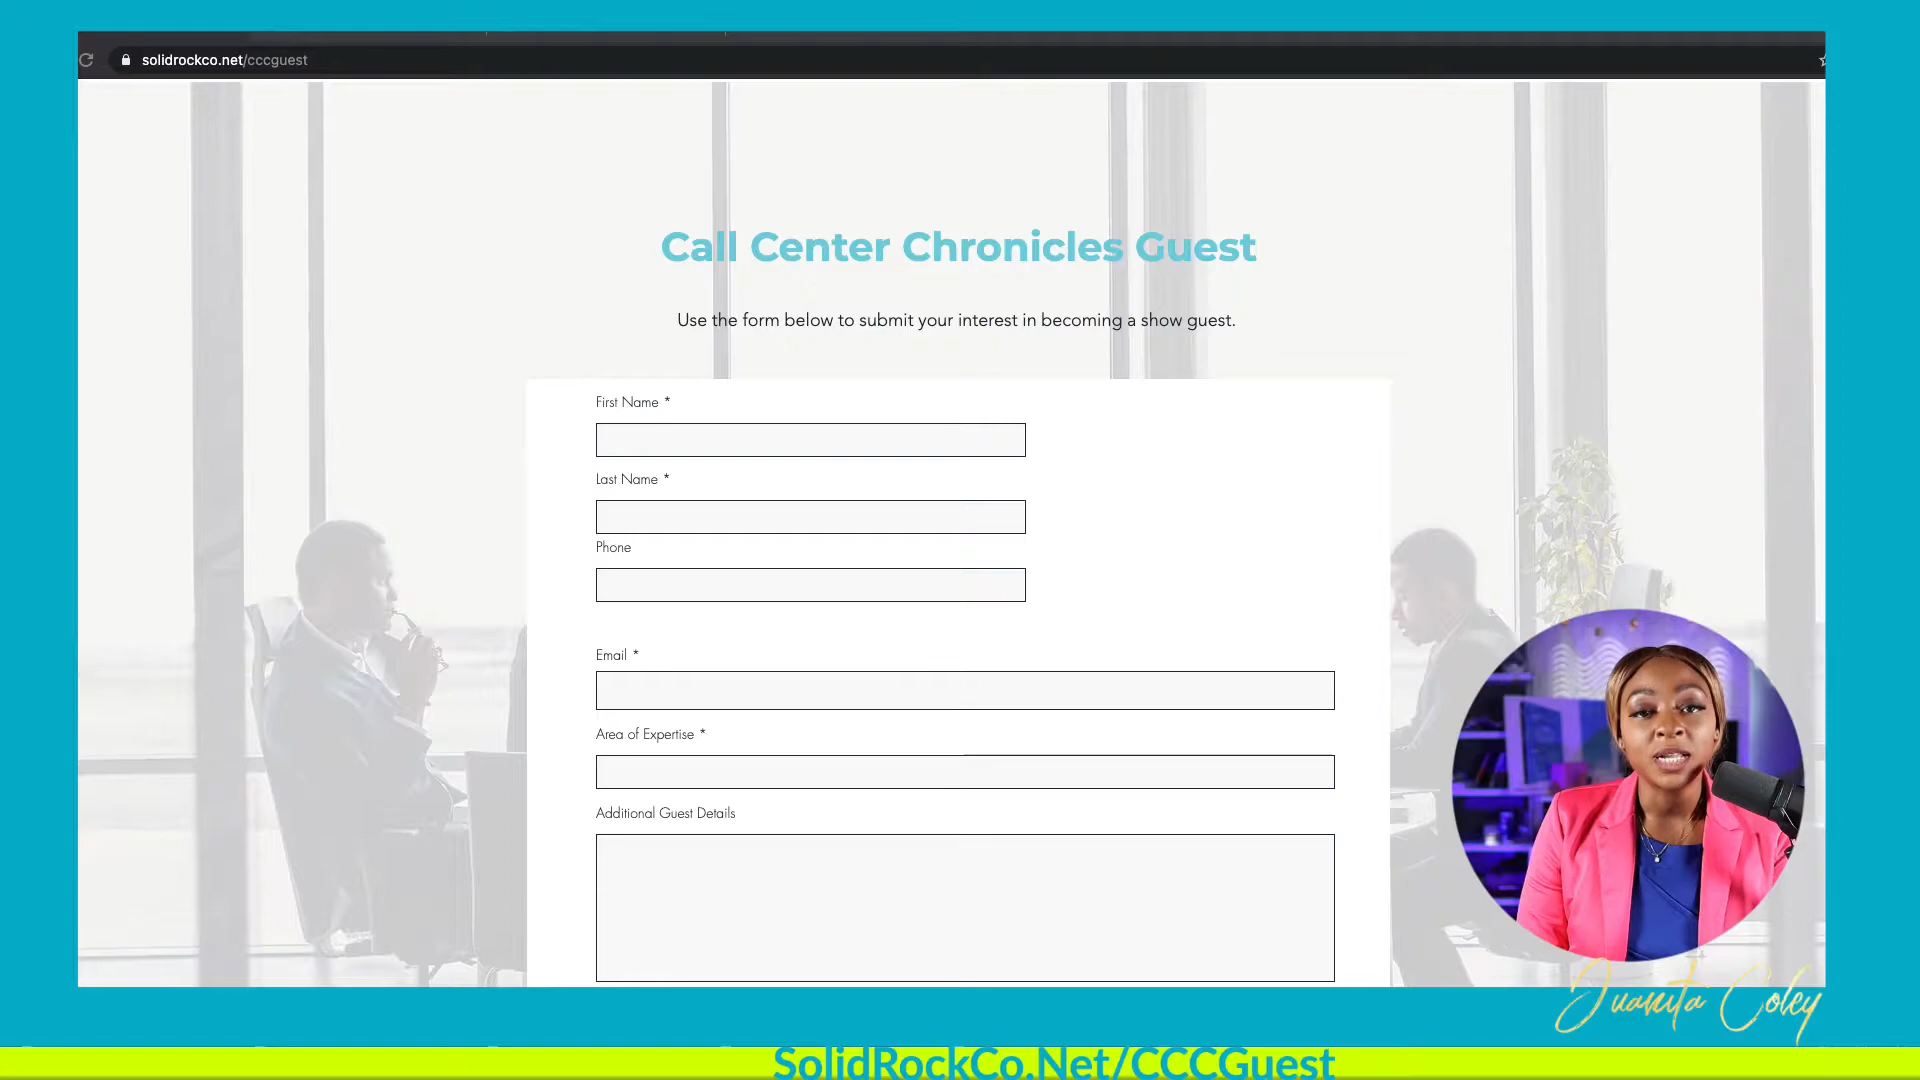 solidrockco.net/cccguest
Call Center Chronicles Guest
Use the form below to submit your interest in becoming a show guest.
First Name *
Last Name *
Phone
Email *
Area of Expertise *
Additional Guest Details
Juanita Coley
SolidRockCo.Net/CCCGuest